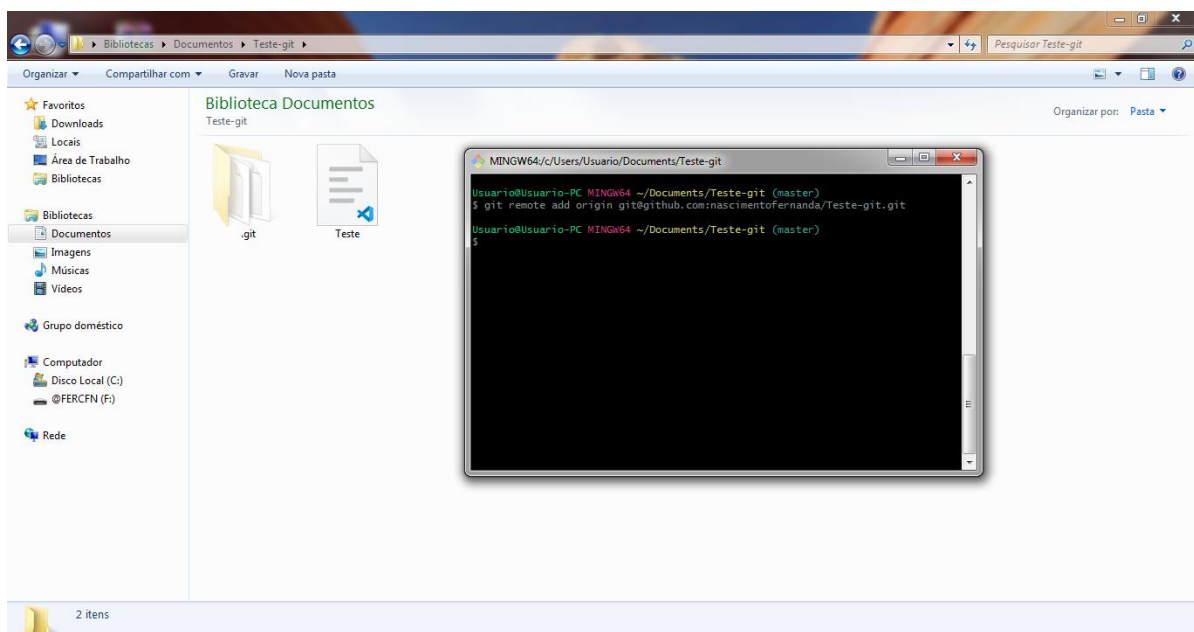 Bibliotecas ▸ Documentos ▸ Teste-git ▸
Pesquisar Teste-git
Organizar Compartilhar com Gravar Nova pasta
Favoritos
Downloads
Locais
Área de Trabalho
Bibliotecas
Bibliotecas
Documentos
Imagens
Músicas
Vídeos
Grupo doméstico
Computador
Disco Local (C:)
@FERCFN (F:)
Rede
Biblioteca Documentos
Teste-git
Organizar por: Pasta
.git
Teste
MINGW64:/c/Users/Usuario/Documents/Teste-git
Usuario@Usuario-PC MINGW64 ~/Documents/Teste-git (master)
$ git remote add origin git@github.com:nascimentofernanda/Teste-git.git
Usuario@Usuario-PC MINGW64 ~/Documents/Teste-git (master)
$
2 itens